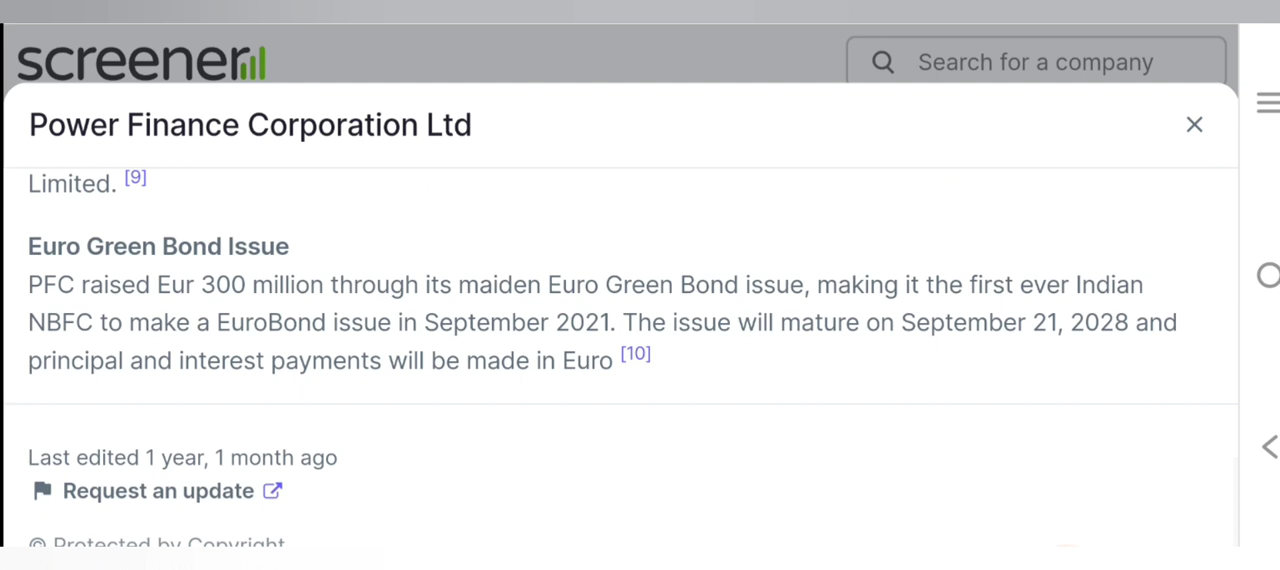 screener
Search for a company
Power Finance Corporation Ltd
Limited. [9]
Euro Green Bond Issue
PFC raised Eur 300 million through its maiden Euro Green Bond issue, making it the first ever Indian
NBFC to make a EuroBond issue in September 2021. The issue will mature on September 21, 2028 and
principal and interest payments will be made in Euro [10]
Last edited 1 year, 1 month ago
Request an update
© Protected by Copyright